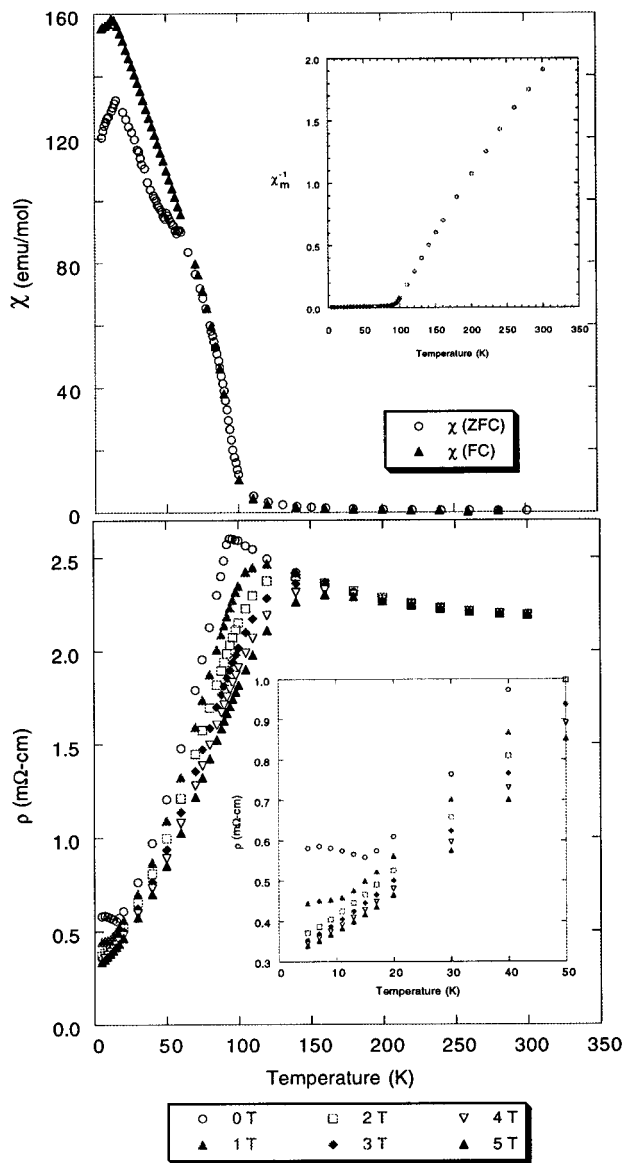 160
120
80
40
0
χ (emu/mol)
2.0
1.5
1.0
0.5
0.0
χm-1
0 50 100 150 200 250 300 350
Temperature (K)
χ (ZFC)
χ (FC)
2.5
2.0
1.5
1.0
0.5
0.0
ρ (mΩ-cm)
1.0
0.9
0.8
0.7
0.6
0.5
0.4
0.3
ρ (mΩ-cm)
0 10 20 30 40 50
Temperature (K)
0 50 100 150 200 250 300 350
Temperature (K)
0 T 2 T 4 T
1 T 3 T 5 T